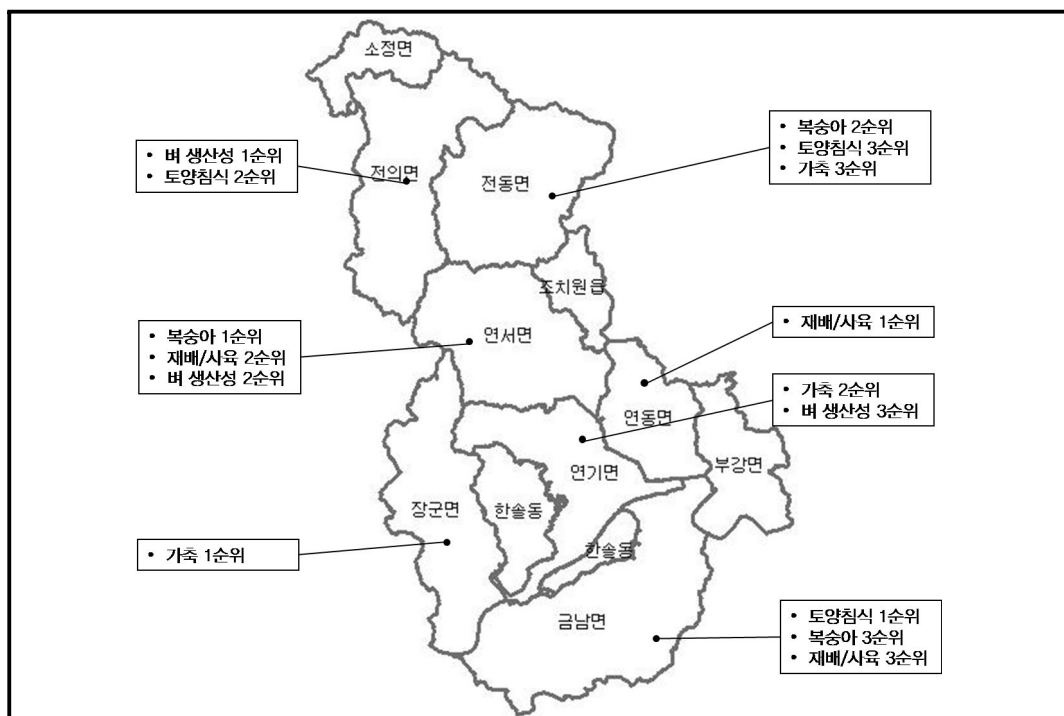 소정면
• 벼 생산성 1순위
• 토양침식 2순위
전의면
전동면
• 복숭아 2순위
• 토양침식 3순위
• 가축 3순위
조치원읍
• 복숭아 1순위
• 재배/사육 2순위
• 벼 생산성 2순위
연서면
• 재배/사육 1순위
연동면
• 가축 2순위
• 벼 생산성 3순위
부강면
연기면
장군면
한솔동
한솔동
• 가축 1순위
금남면
• 토양침식 1순위
• 복숭아 3순위
• 재배/사육 3순위